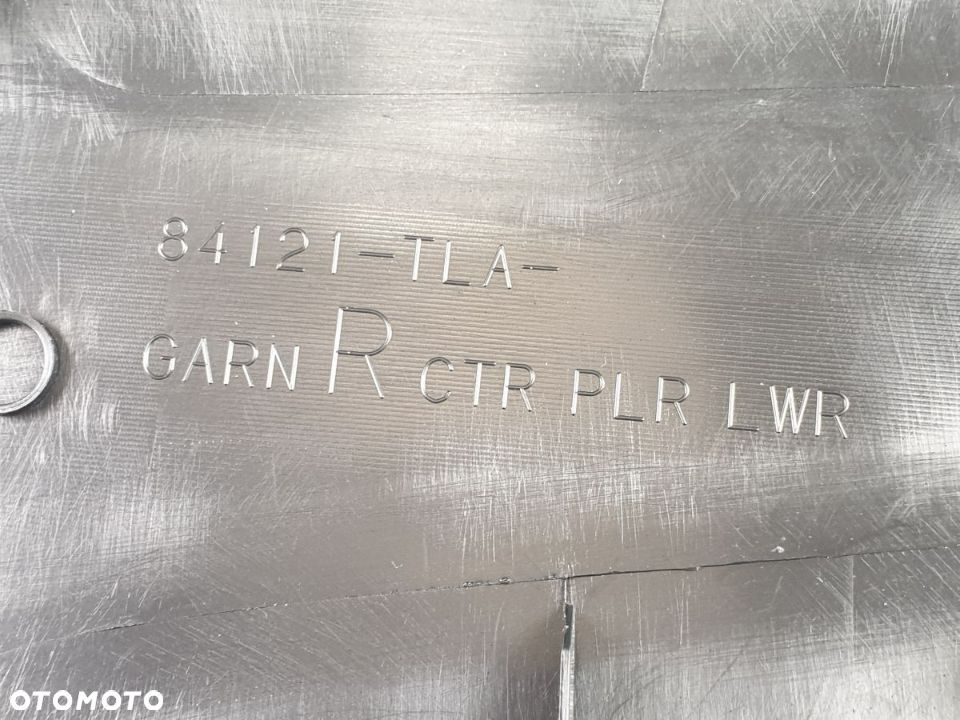 84121-TLA-
GARN R CTR PLR LWR
OTOMOTO